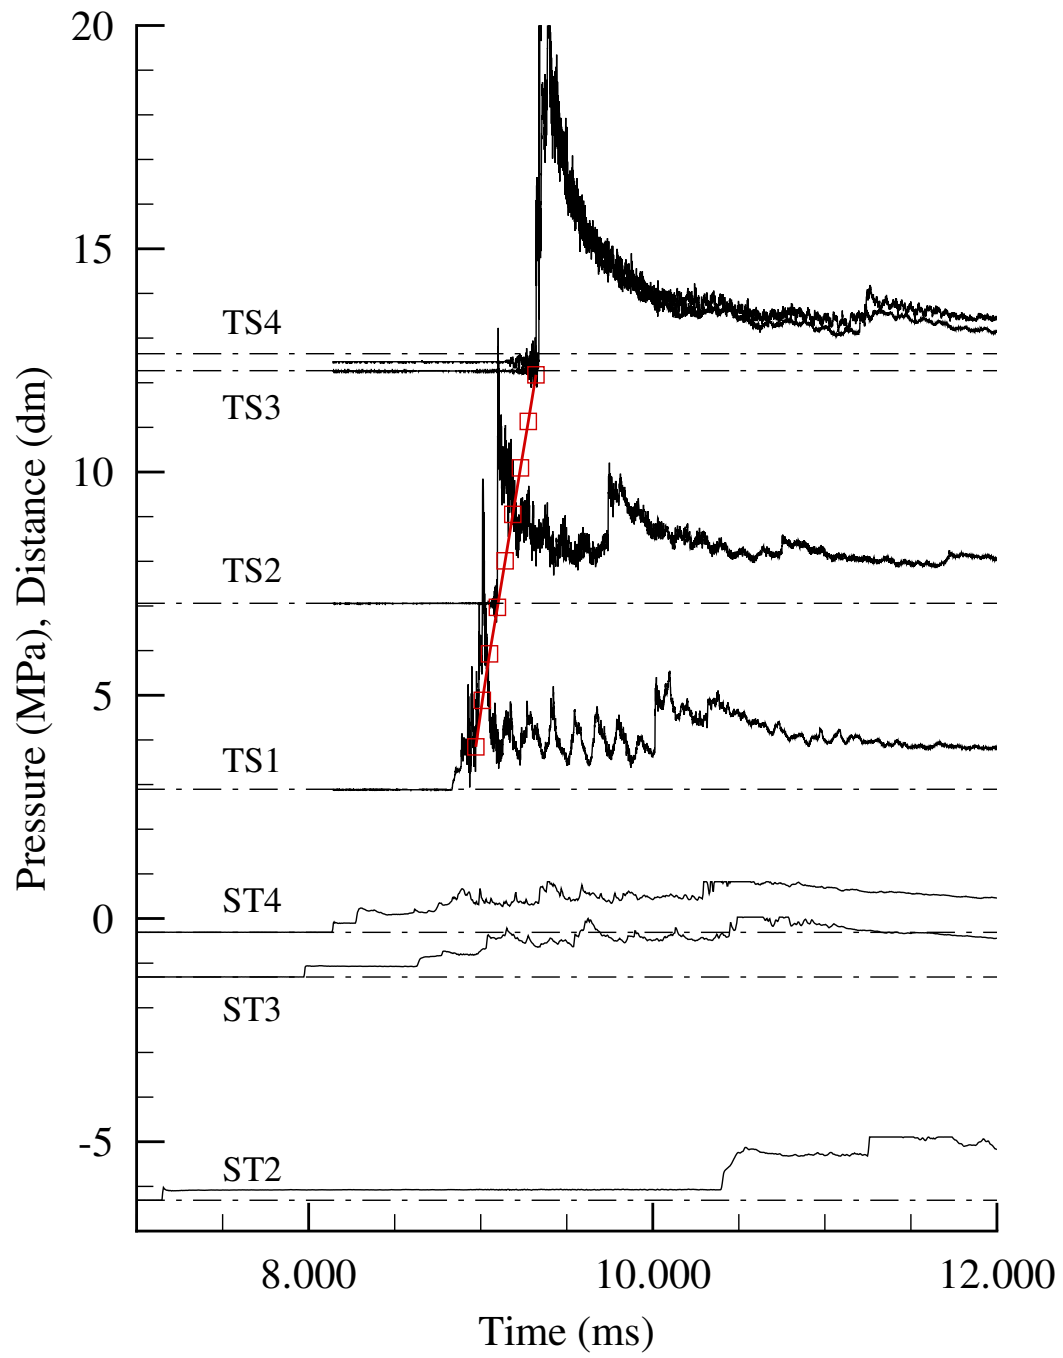 20
15
10
5
0
-5
Pressure (MPa), Distance (dm)
TS4
TS3
TS2
TS1
ST4
ST3
ST2
8.000
10.000
12.000
Time (ms)